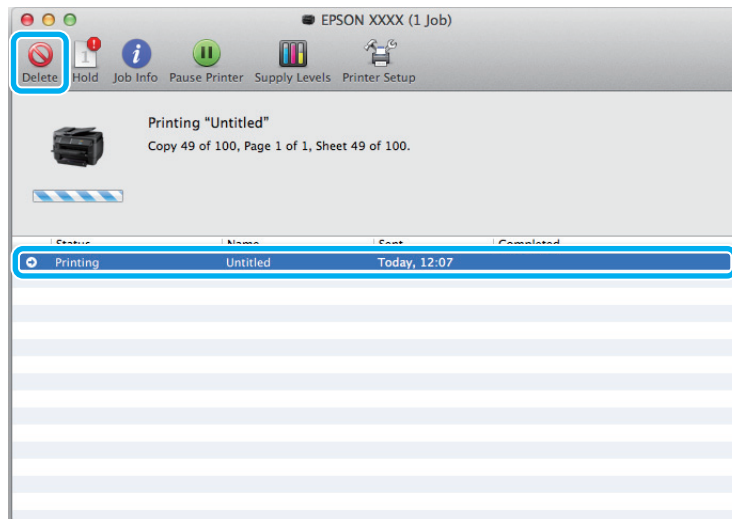 EPSON XXXX (1 Job)
1
Delete Hold Job Info Pause Printer Supply Levels Printer Setup
Printing "Untitled"
Copy 49 of 100, Page 1 of 1, Sheet 49 of 100.
Status Name Sent Completed
Printing Untitled Today, 12:07